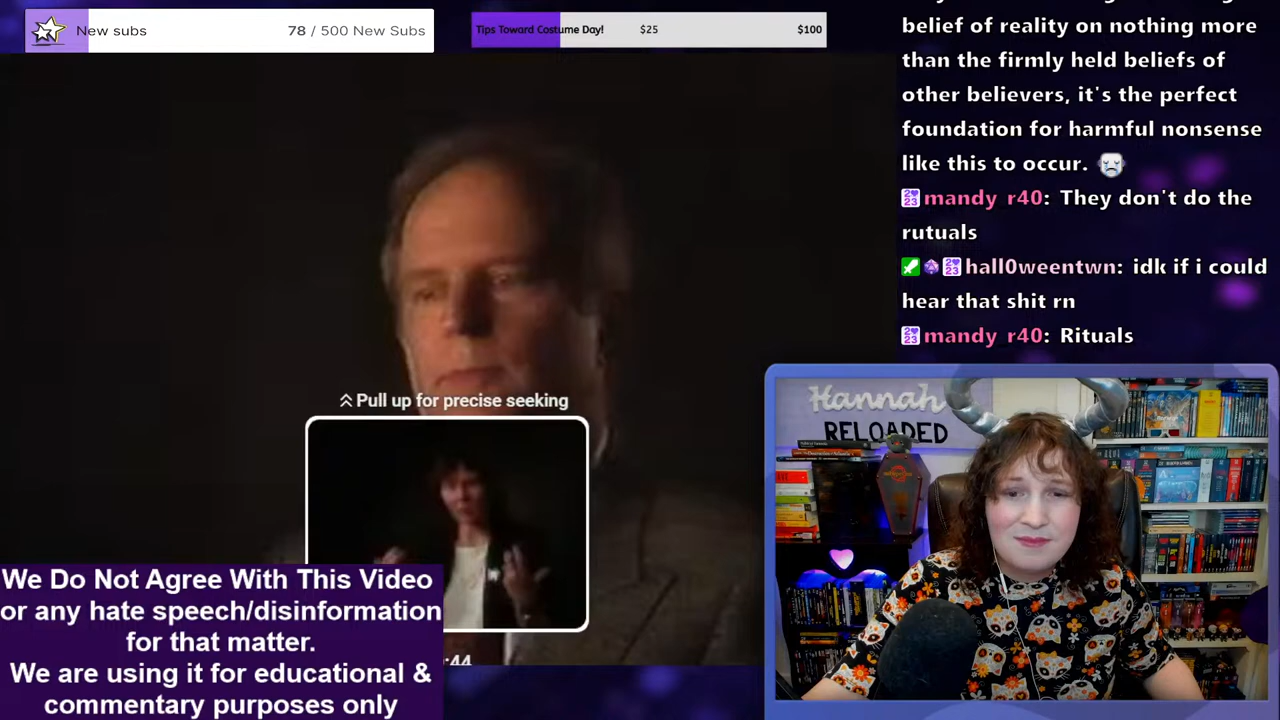 New subs
78 / 500 New Subs
Tips Toward Costume Day!
$25
$100
belief of reality on nothing more
than the firmly held beliefs of
other believers, it's the perfect
foundation for harmful nonsense
like this to occur.
mandy r40: They don't do the
rutuals
hall0weentwn: idk if i could
hear that shit rn
mandy r40: Rituals
Pull up for precise seeking
:44
We Do Not Agree With This Video
or any hate speech/disinformation
for that matter.
We are using it for educational &
commentary purposes only
Hannah
RELOADED